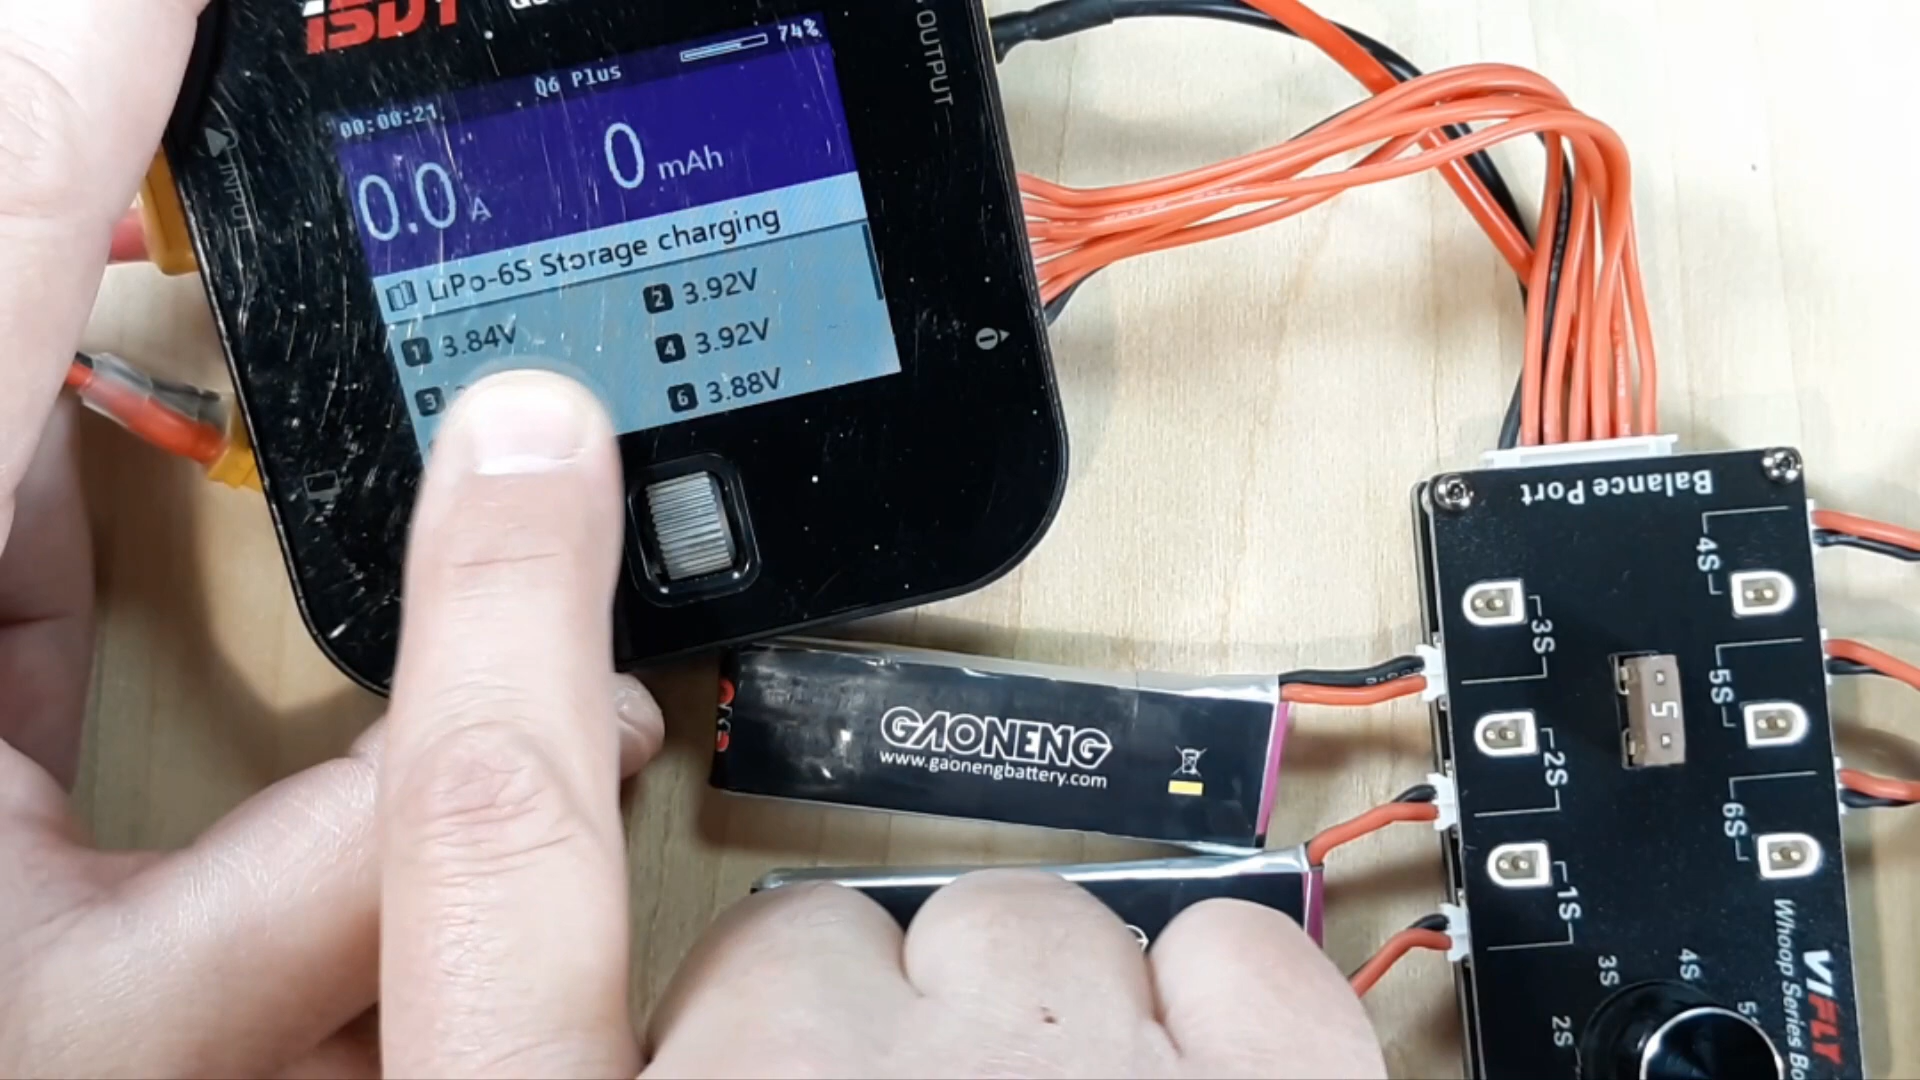 iSDT
Q6 Plus
74%
00:00:21
0.0 A
0 mAh
LiPo-6S Storage charging
1 3.84V
2 3.92V
3
4 3.92V
6 3.88V
INPUT
OUTPUT
GAONENG
www.gaonengbattery.com
Balance Port
4S
3S
5S
5
2S
6S
1S
3S
4S
2S
VIFLY
Whoop Series